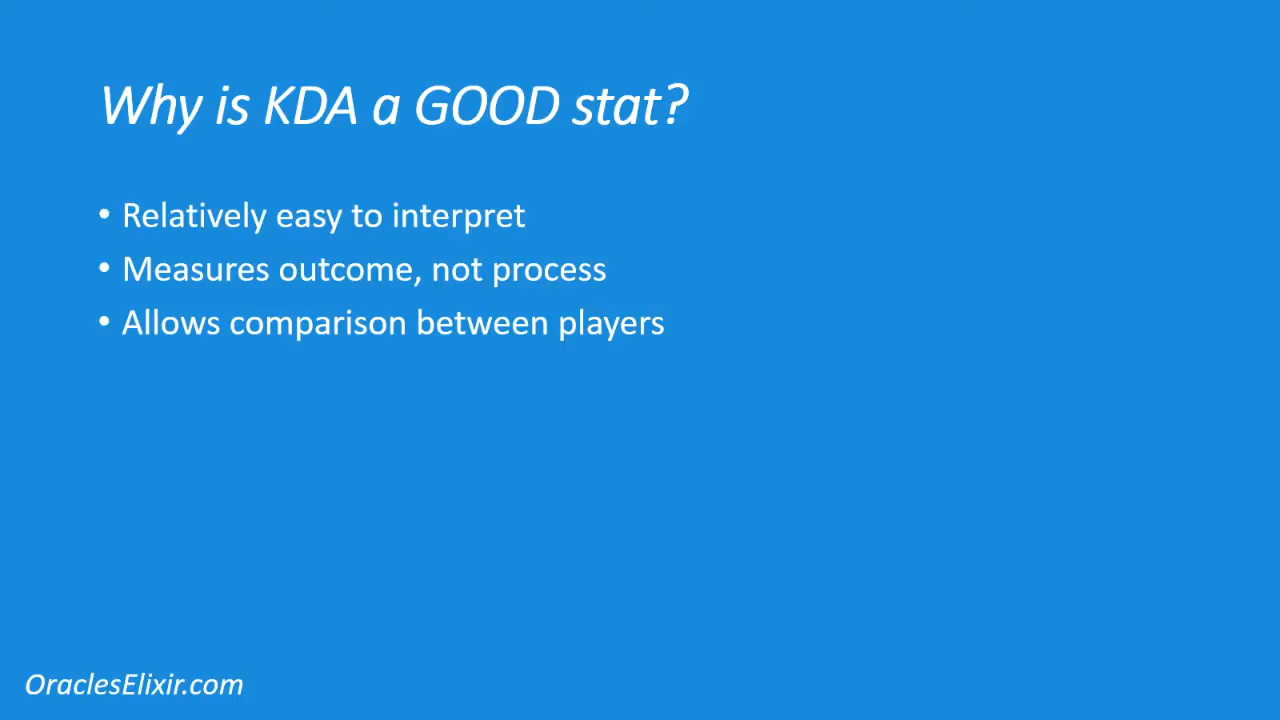 Why is KDA a GOOD stat?
• Relatively easy to interpret
• Measures outcome, not process
• Allows comparison between players
OraclesElixir.com